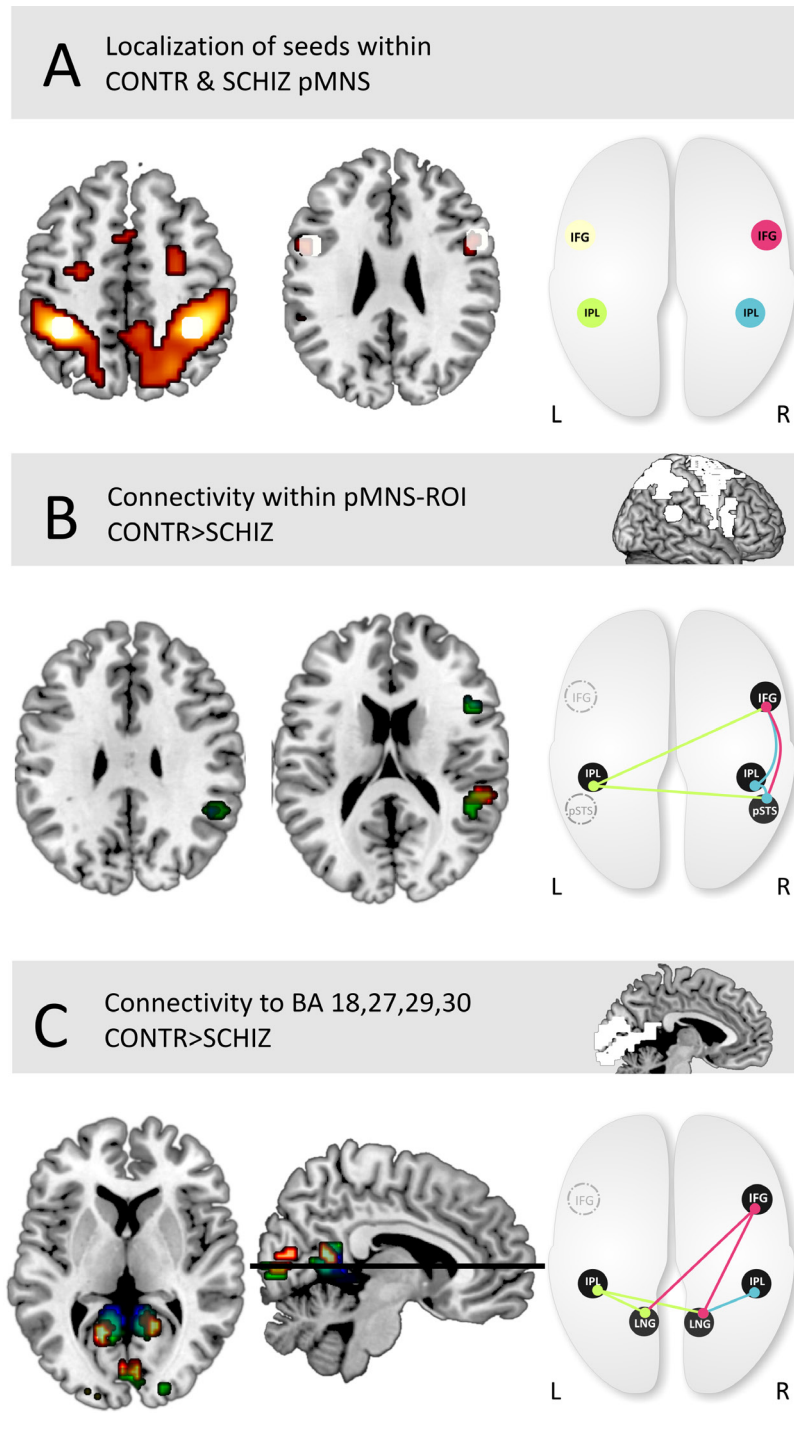 A
Localization of seeds within
CONTR & SCHIZ pMNS
IFG
IFG
IPL
IPL
L
R
B
Connectivity within pMNS-ROI
CONTR>SCHIZ
IFG
IFG
IPL
IPL
pSTS
pSTS
L
R
C
Connectivity to BA 18,27,29,30
CONTR>SCHIZ
IFG
IFG
IPL
IPL
LNG
LNG
L
R